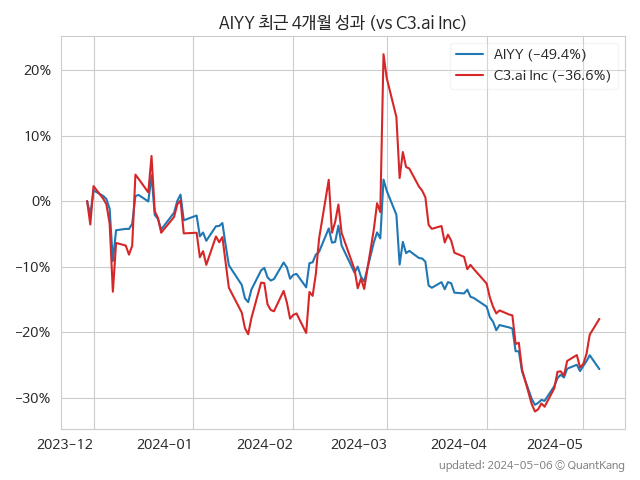 AIYY 최근 4개월 성과 (vs C3.ai Inc)
AIYY (−49.4%)
C3.ai Inc (−36.6%)
20%
10%
0%
−10%
−20%
−30%
2023-12 2024-01 2024-02 2024-03 2024-04 2024-05
updated: 2024-05-06 © QuantKang